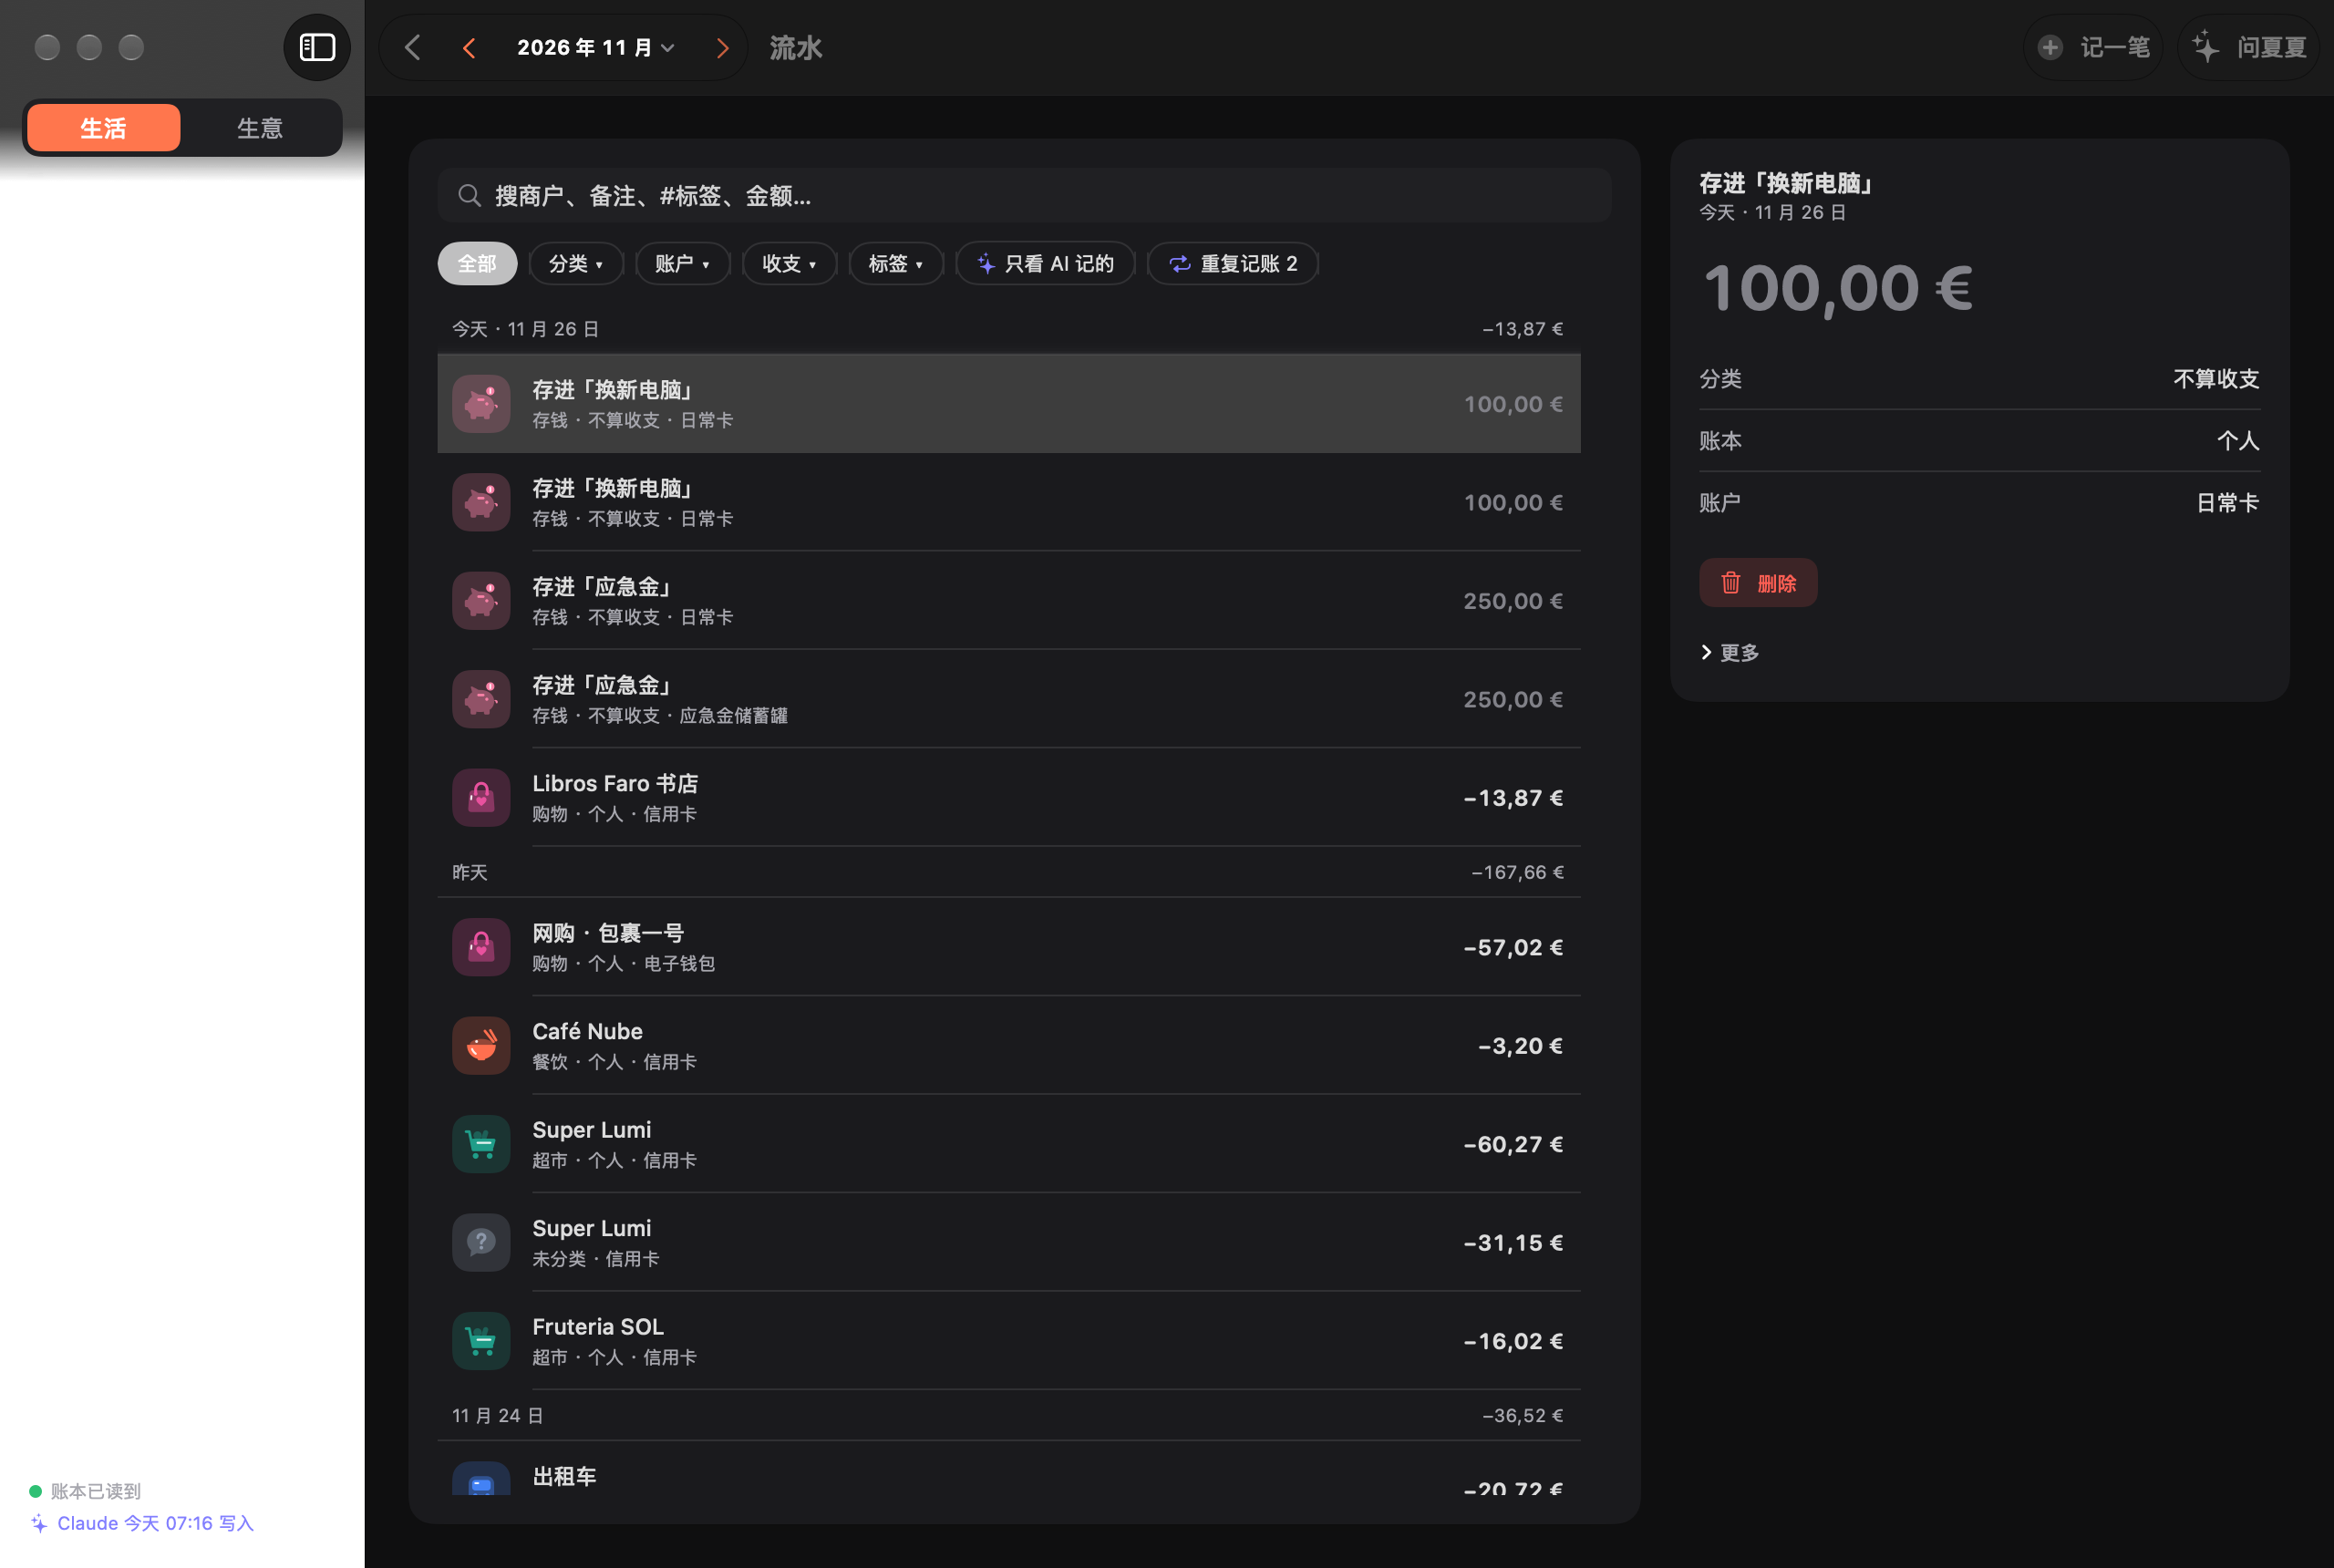 2026 年 11 月
流水
记一笔
问夏夏
生活
生意
搜商户、备注、#标签、金额...
全部
分类 ▾
账户 ▾
收支 ▾
标签 ▾
只看 AI 记的
重复记账 2
今天 · 11 月 26 日
−13,87 €
存进「换新电脑」
存钱 · 不算收支 · 日常卡
100,00 €
存进「换新电脑」
存钱 · 不算收支 · 日常卡
100,00 €
存进「应急金」
存钱 · 不算收支 · 日常卡
250,00 €
存进「应急金」
存钱 · 不算收支 · 应急金储蓄罐
250,00 €
Libros Faro 书店
购物 · 个人 · 信用卡
−13,87 €
昨天
−167,66 €
网购 · 包裹一号
购物 · 个人 · 电子钱包
−57,02 €
Café Nube
餐饮 · 个人 · 信用卡
−3,20 €
Super Lumi
超市 · 个人 · 信用卡
−60,27 €
Super Lumi
未分类 · 信用卡
−31,15 €
Fruteria SOL
超市 · 个人 · 信用卡
−16,02 €
11 月 24 日
−36,52 €
出租车
−20,72 €
存进「换新电脑」
今天 · 11 月 26 日
100,00 €
分类
不算收支
账本
个人
账户
日常卡
删除
更多
账本已读到
Claude 今天 07:16 写入